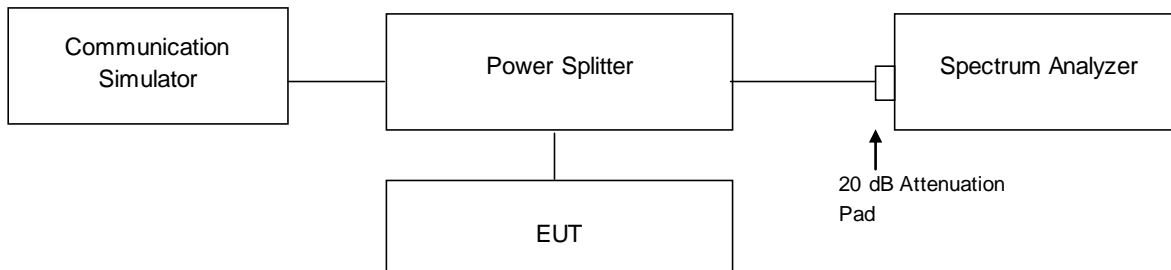 Communication
Simulator
Power Splitter
Spectrum Analyzer
20 dB Attenuation
Pad
EUT